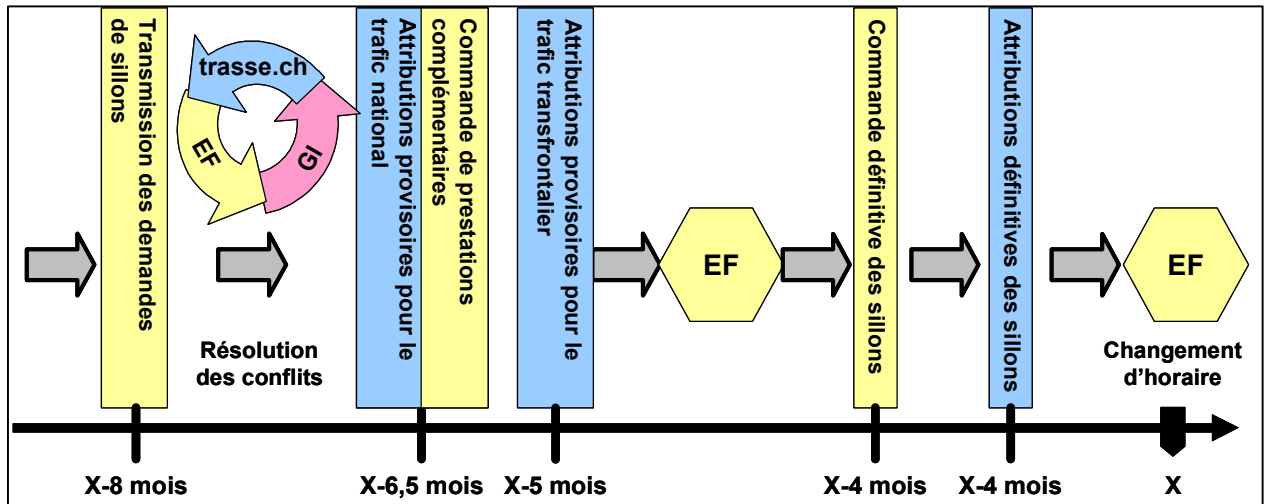 Transmission des demandes
de sillons
trasse.ch
EF
GI
Résolution
des conflits
Attributions provisoires pour le
trafic national
Commande de prestations
complémentaires
Attributions provisoires pour le
trafic transfrontalier
EF
Commande définitive des sillons
Attributions définitives des sillons
EF
Changement
d'horaire
X-8 mois
X-6,5 mois
X-5 mois
X-4 mois
X-4 mois
X